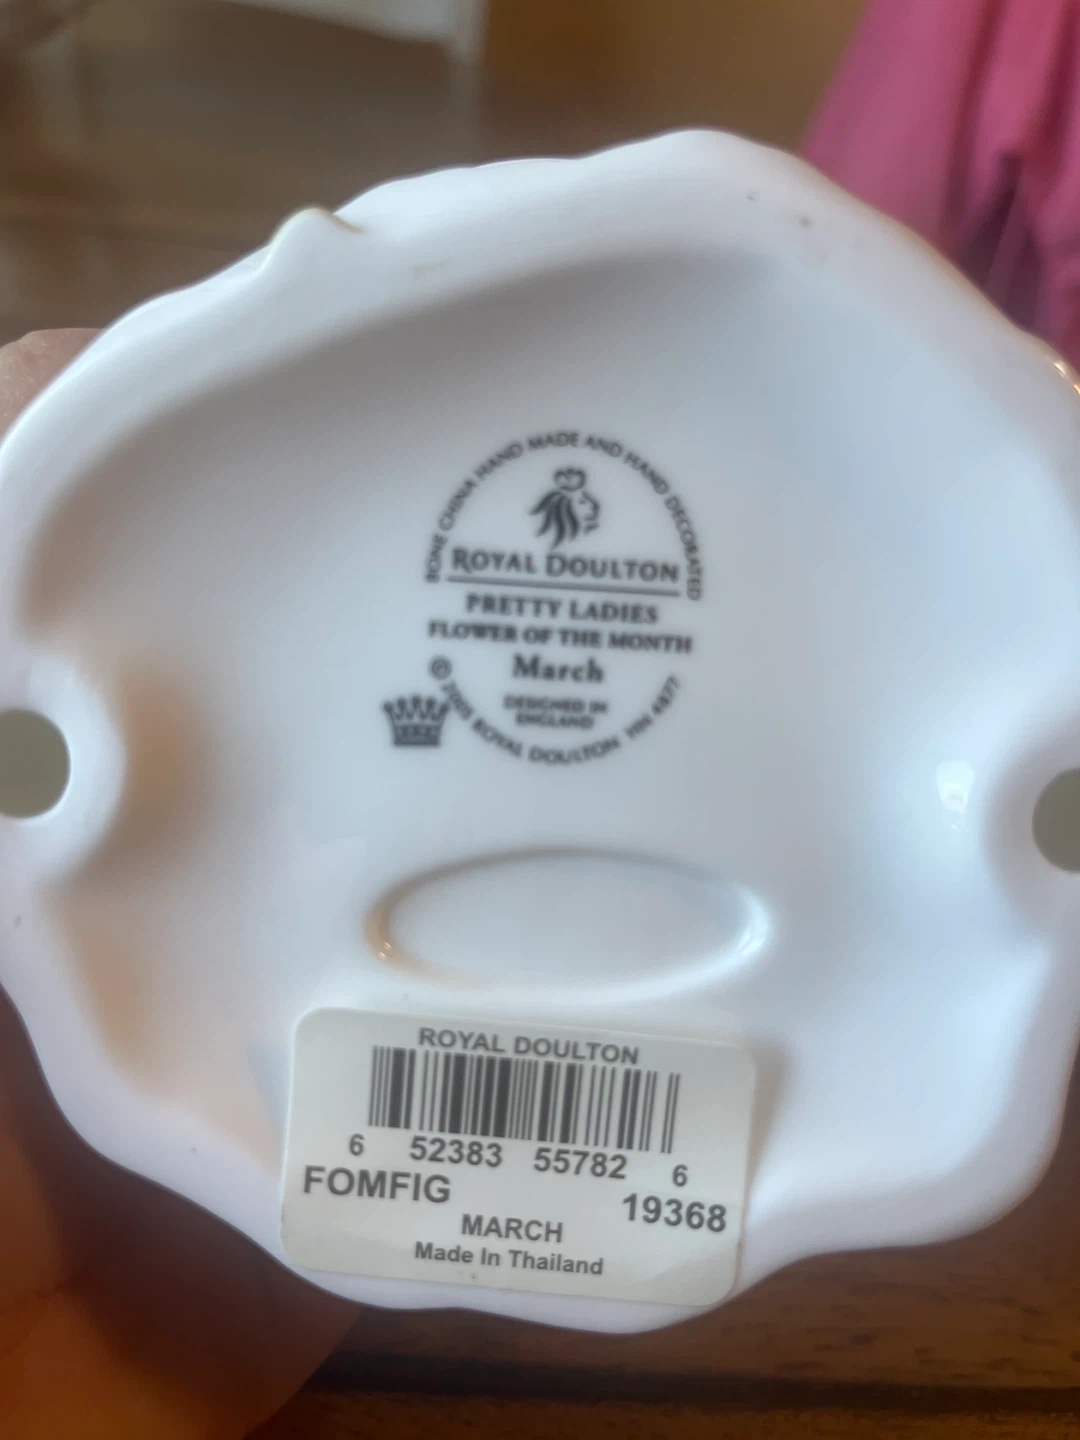 BONE CHINA HAND MADE AND HAND DECORATED
ROYAL DOULTON
PRETTY LADIES
FLOWER OF THE MONTH
March
DESIGNED IN
ENGLAND
© 2005 ROYAL DOULTON HN 4877
ROYAL DOULTON
6 52383 55782 6
FOMFIG 19368
MARCH
Made In Thailand